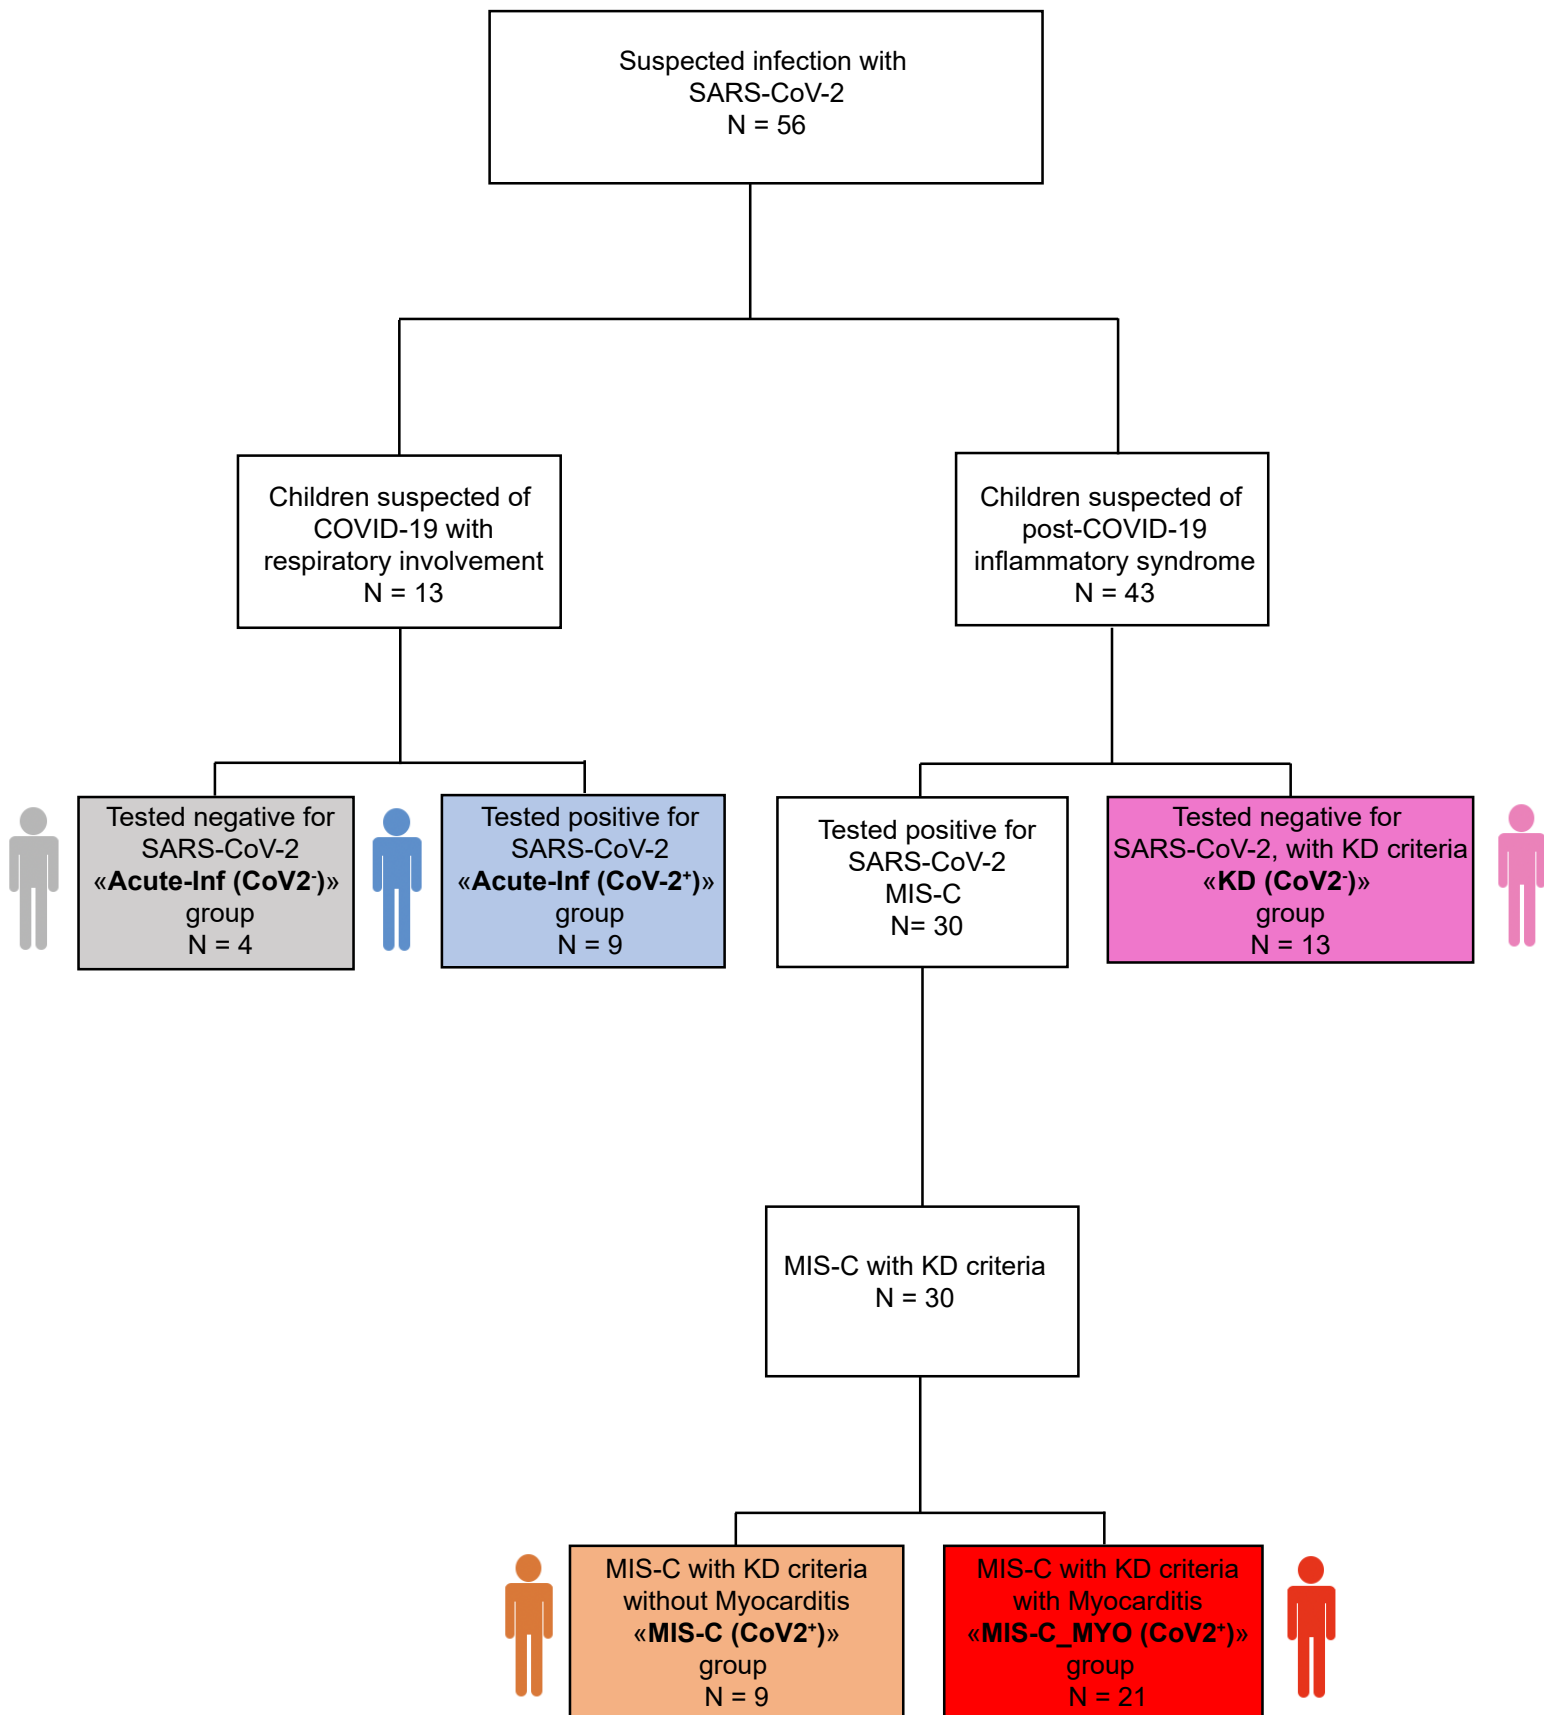 Suspected infection with
SARS-CoV-2
N = 56
Children suspected of
COVID-19 with
respiratory involvement
N = 13
Children suspected of
post-COVID-19
inflammatory syndrome
N = 43
Tested negative for
SARS-CoV-2
«Acute-Inf (CoV2⁻)»
group
N = 4
Tested positive for
SARS-CoV-2
«Acute-Inf (CoV-2⁺)»
group
N = 9
Tested positive for
SARS-CoV-2
MIS-C
N= 30
Tested negative for
SARS-CoV-2, with KD criteria
«KD (CoV2⁻)»
group
N = 13
MIS-C with KD criteria
N = 30
MIS-C with KD criteria
without Myocarditis
«MIS-C (CoV2⁺)»
group
N = 9
MIS-C with KD criteria
with Myocarditis
«MIS-C_MYO (CoV2⁺)»
group
N = 21